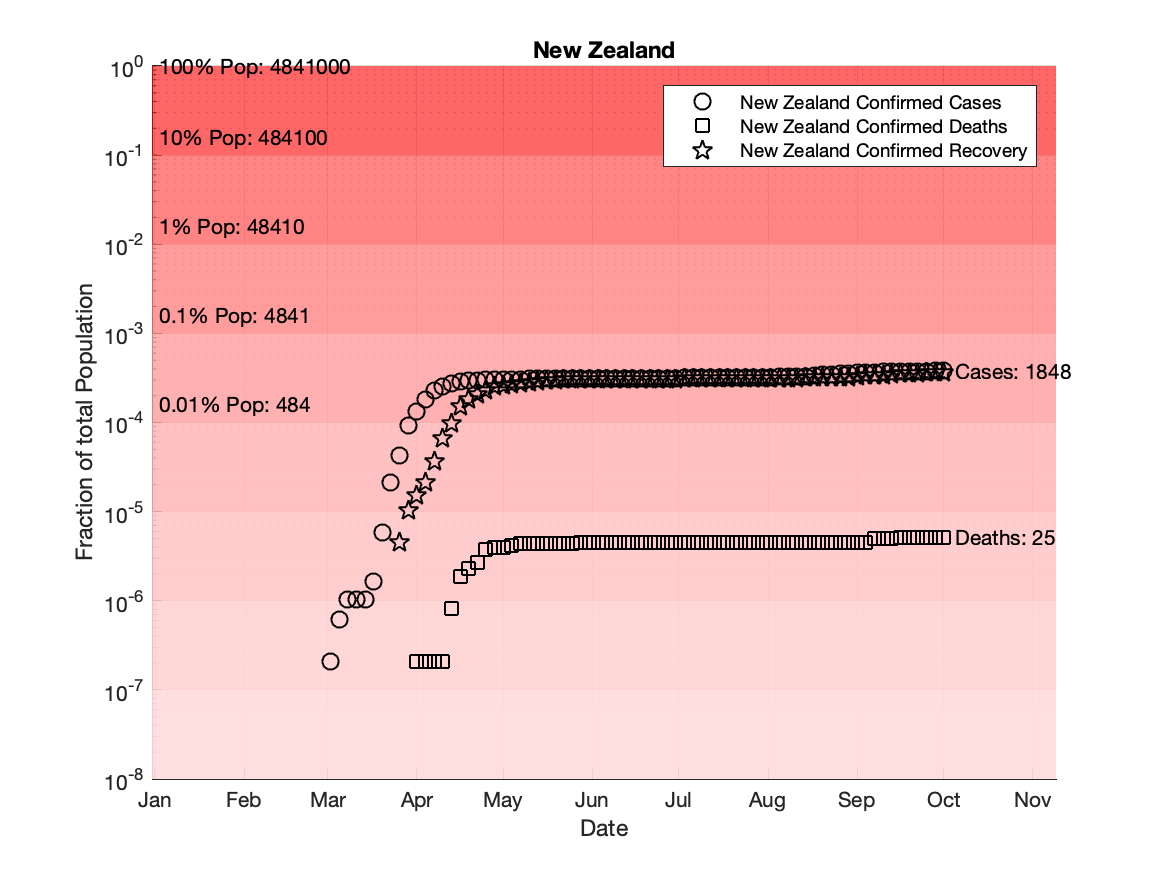 New Zealand
10^0
100% Pop: 4841000
New Zealand Confirmed Cases
New Zealand Confirmed Deaths
New Zealand Confirmed Recovery
10% Pop: 484100
10^-1
1% Pop: 48410
10^-2
0.1% Pop: 4841
10^-3
Cases: 1848
0.01% Pop: 484
10^-4
10^-5
Deaths: 25
10^-6
10^-7
10^-8
Fraction of total Population
Jan Feb Mar Apr May Jun Jul Aug Sep Oct Nov
Date